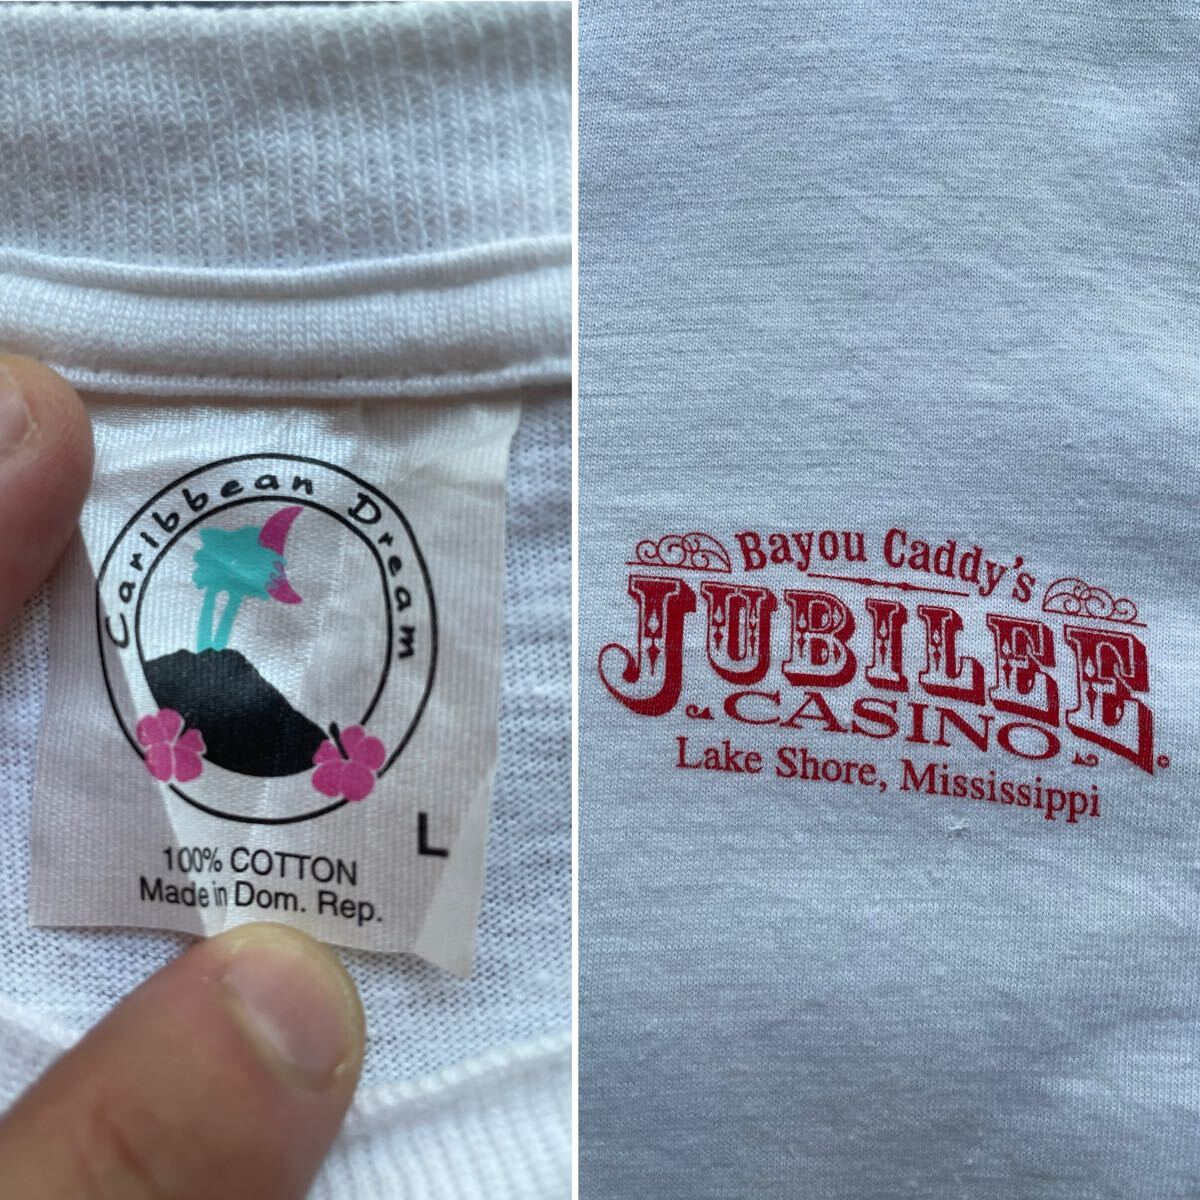 Caribbean Dream
L
100% COTTON
Made in Dom. Rep.
Bayou Caddy's
JUBILEE
CASINO
Lake Shore, Mississippi